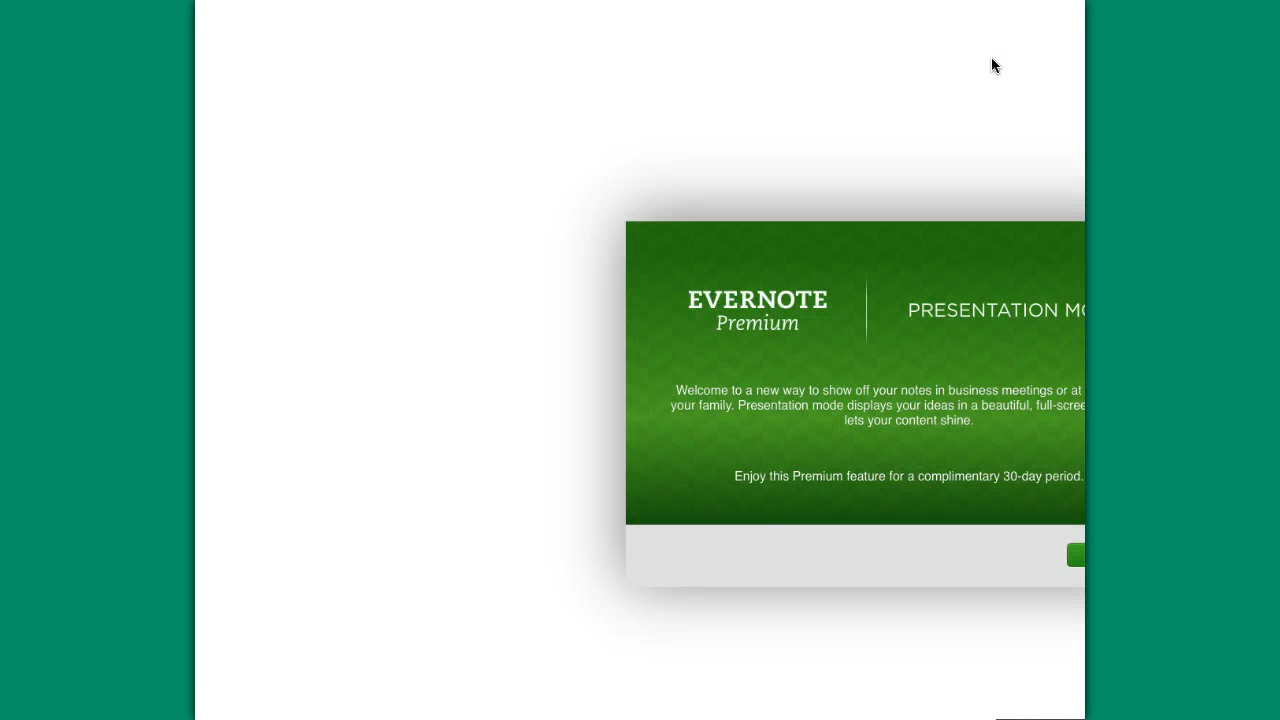 EVERNOTE
Premium
PRESENTATION MO
Welcome to a new way to show off your notes in business meetings or at
your family. Presentation mode displays your ideas in a beautiful, full-scree
lets your content shine.
Enjoy this Premium feature for a complimentary 30-day period.